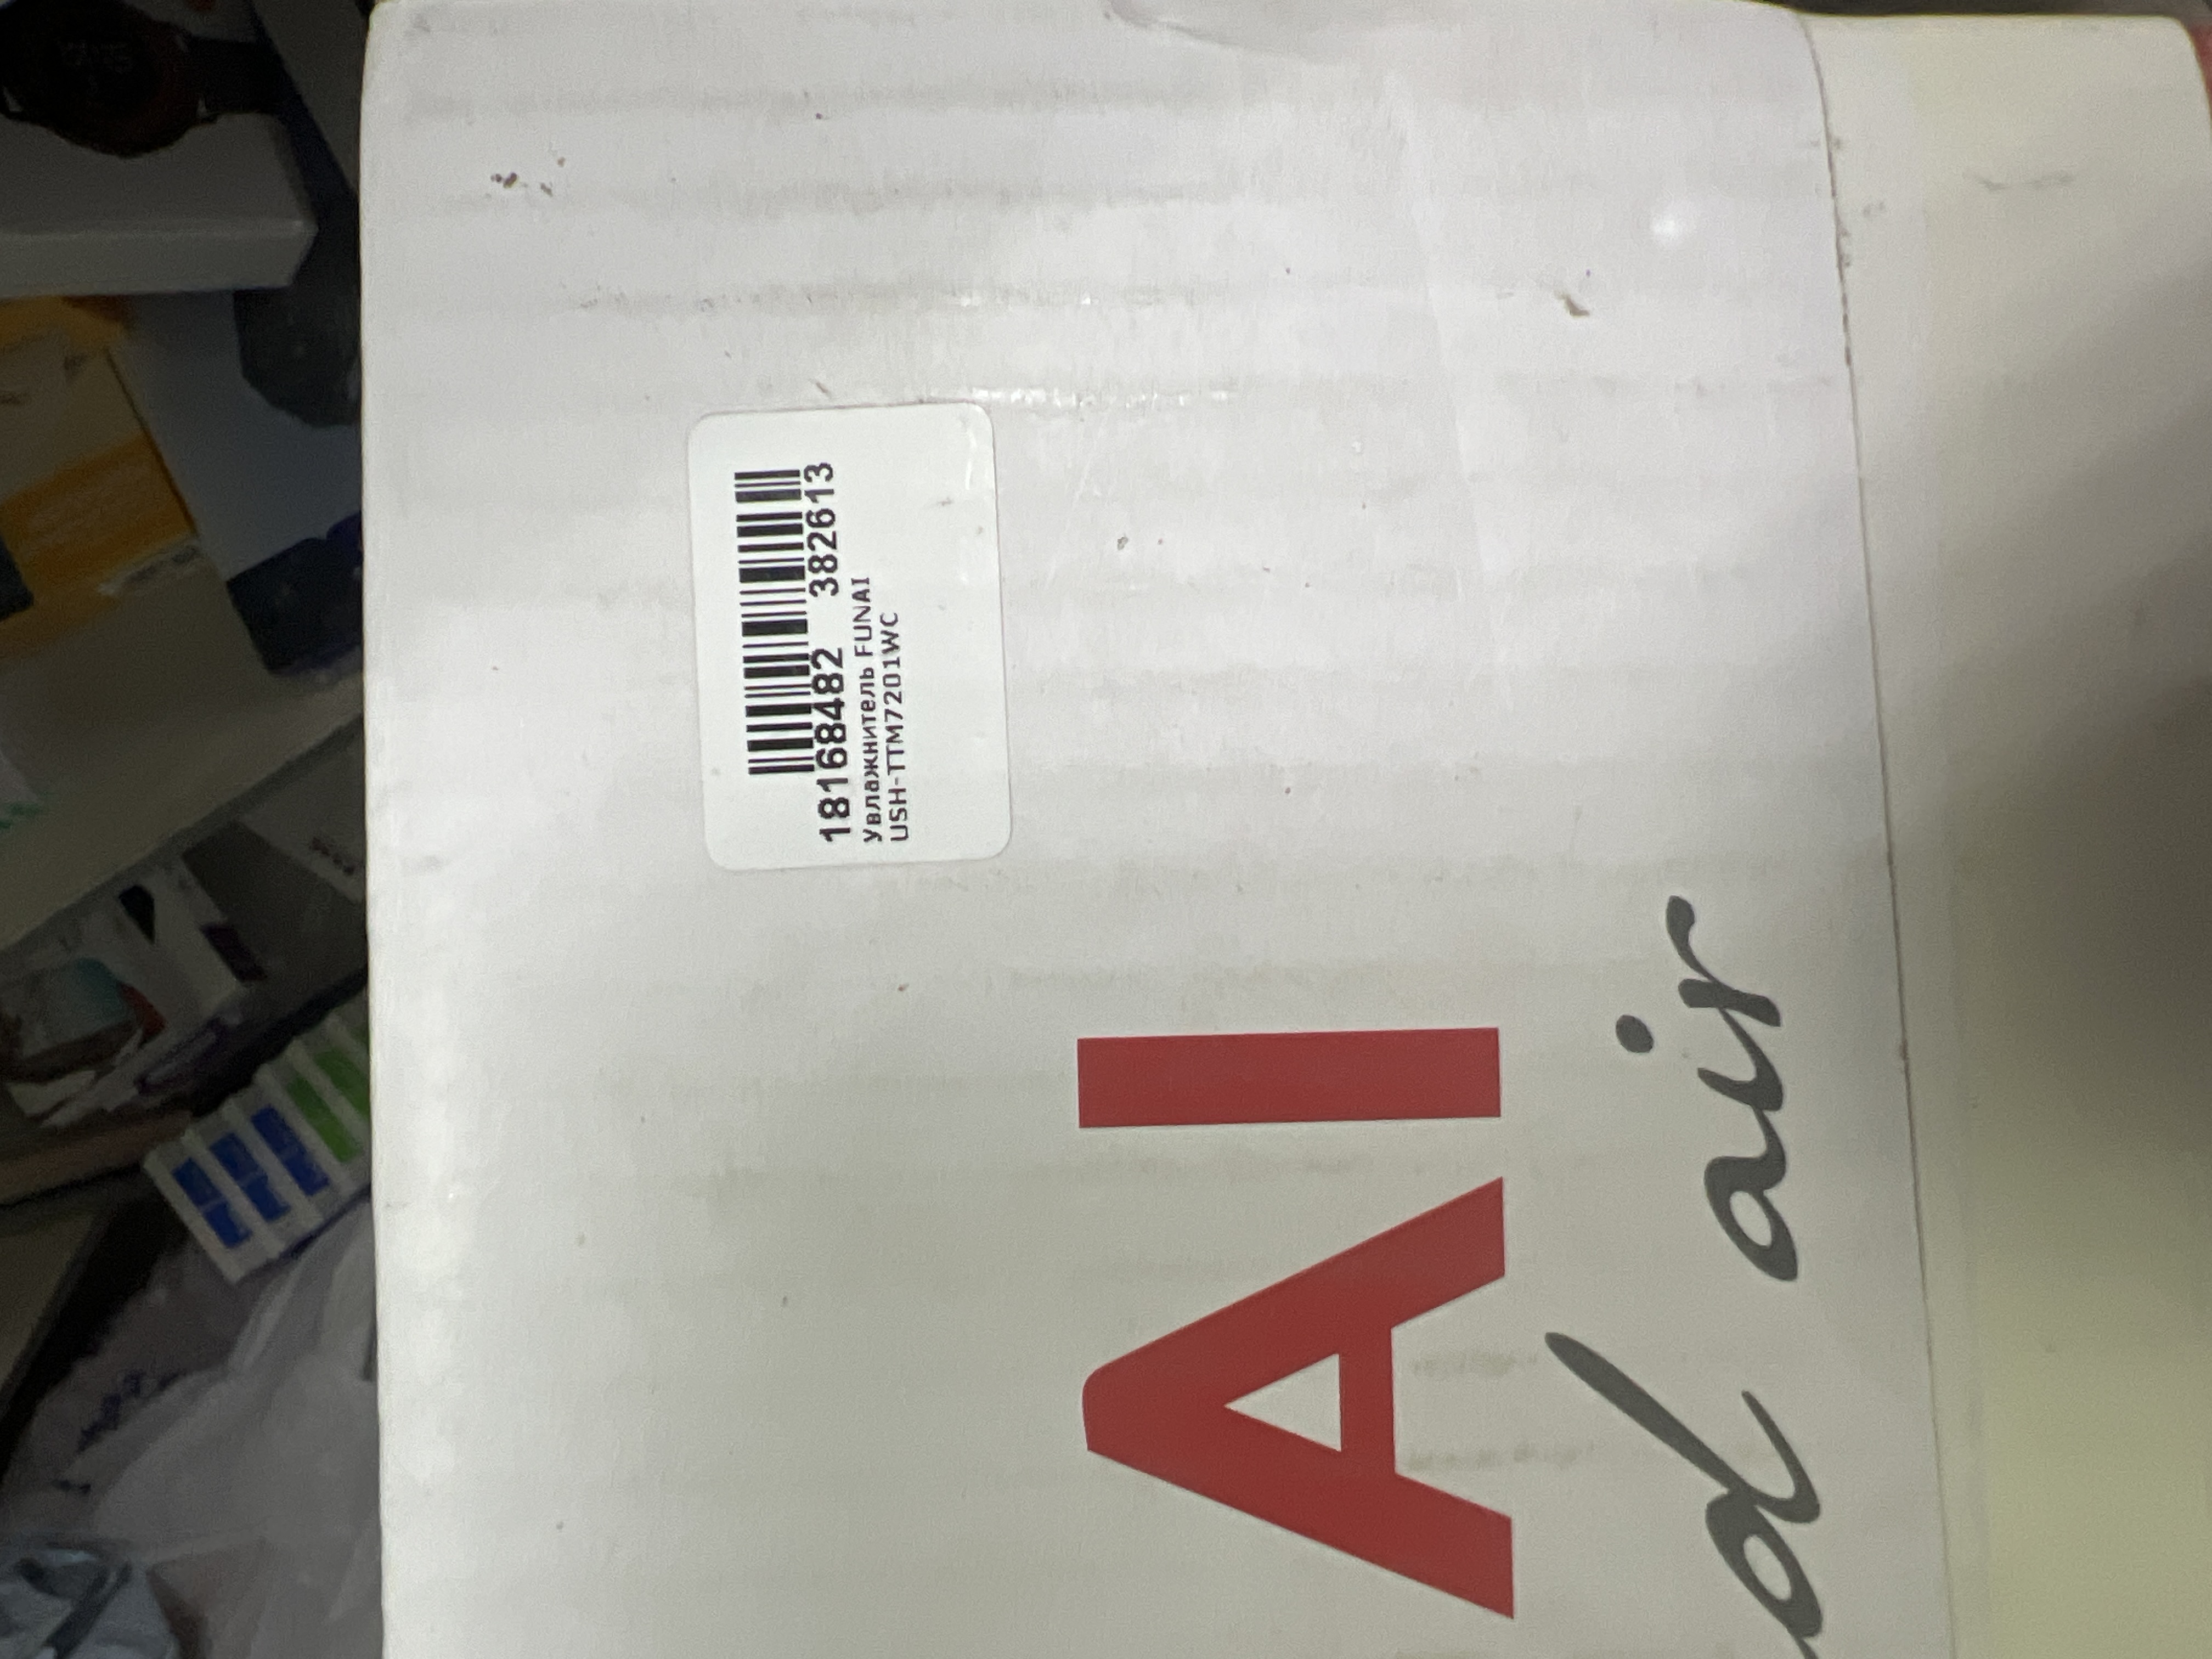 18168482 382613
Увлажнитель FUNAI
USH-TTM7201WC
AI
d air